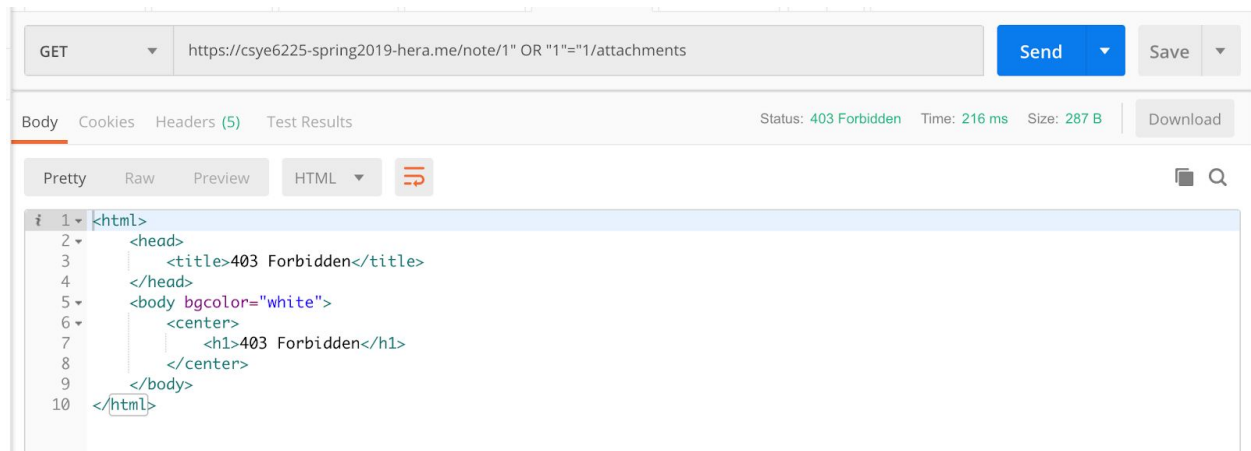 GET https://csye6225-spring2019-hera.me/note/1" OR "1"="1/attachments Send Save
Body Cookies Headers (5) Test Results Status: 403 Forbidden Time: 216 ms Size: 287 B Download
Pretty Raw Preview HTML
i 1 <html>
2 <head>
3 <title>403 Forbidden</title>
4 </head>
5 <body bgcolor="white">
6 <center>
7 <h1>403 Forbidden</h1>
8 </center>
9 </body>
10 </html>